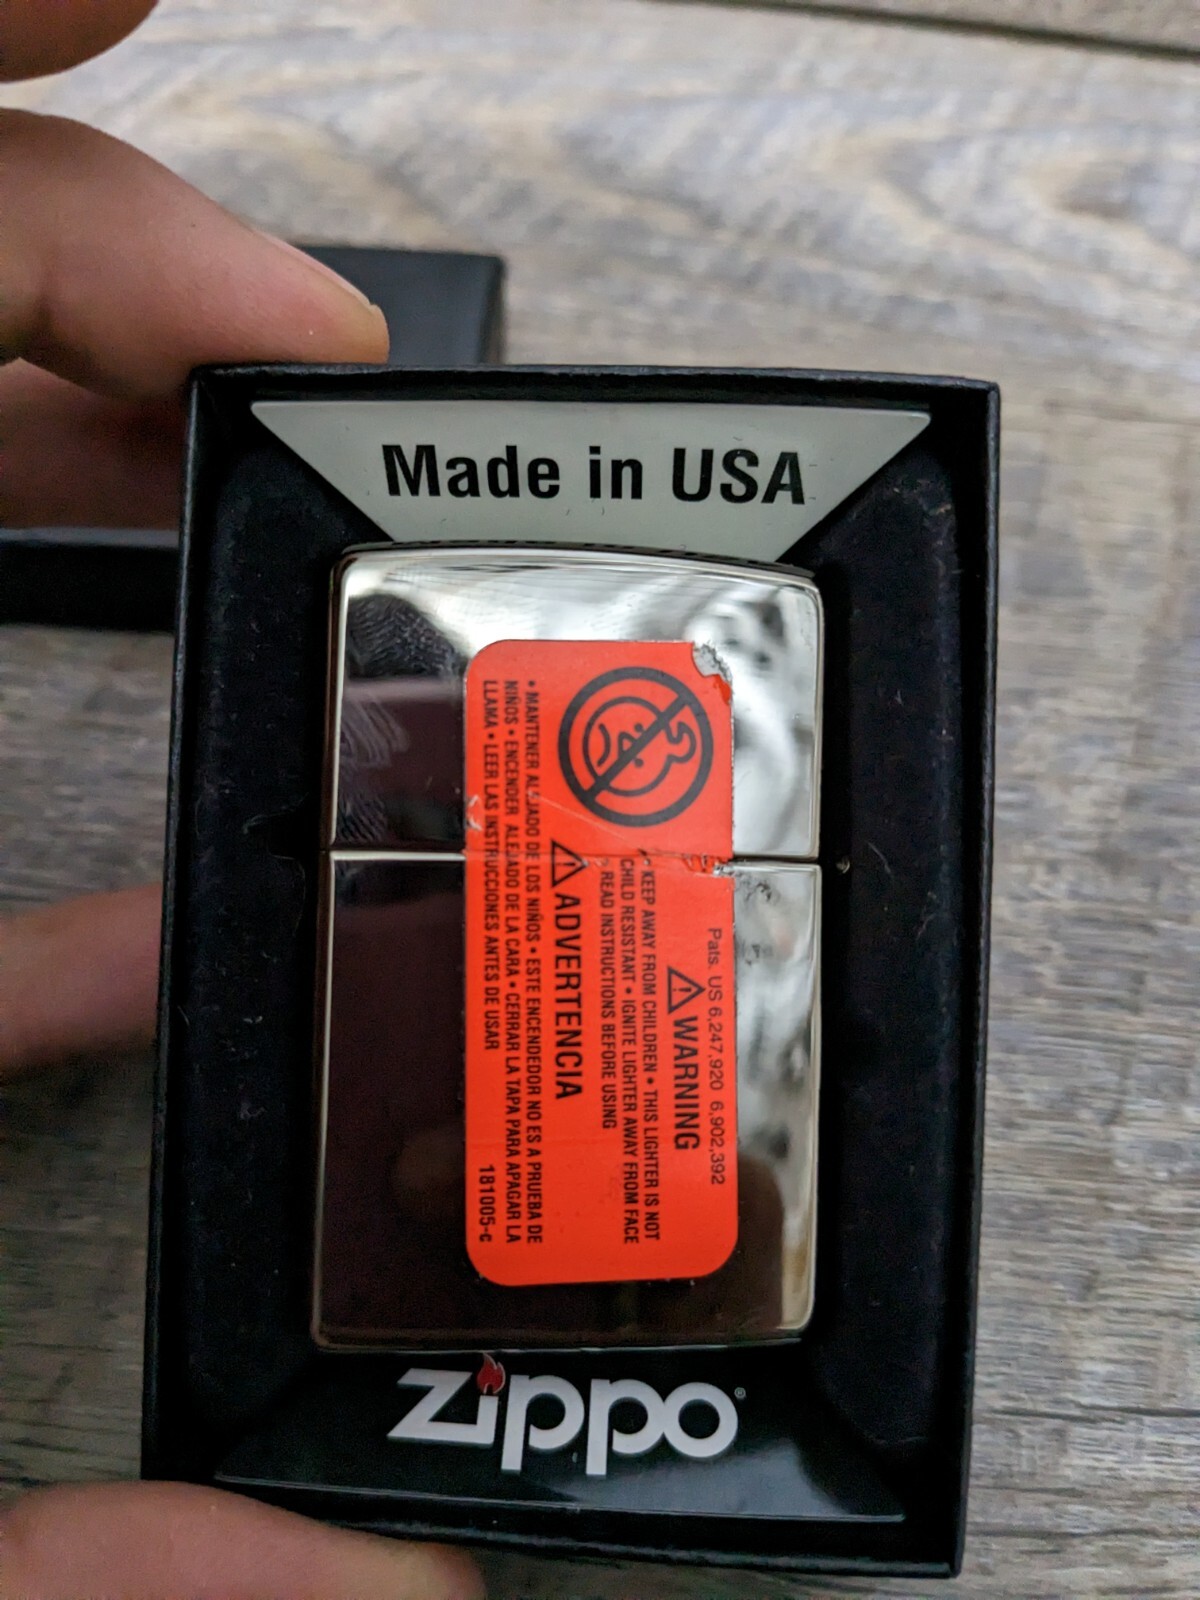 Made in USA
Pats. US 6,247,920 6,902,392
WARNING
• KEEP AWAY FROM CHILDREN • THIS LIGHTER IS NOT
CHILD RESISTANT • IGNITE LIGHTER AWAY FROM FACE
• READ INSTRUCTIONS BEFORE USING
ADVERTENCIA
• MANTENER ALEJADO DE LOS NIÑOS • ESTE ENCENDEDOR NO ES A PRUEBA DE
NIÑOS • ENCENDER ALEJADO DE LA CARA • CERRAR LA TAPA PARA APAGAR LA
LLAMA • LEER LAS INSTRUCCIONES ANTES DE USAR
181005-c
zippo®